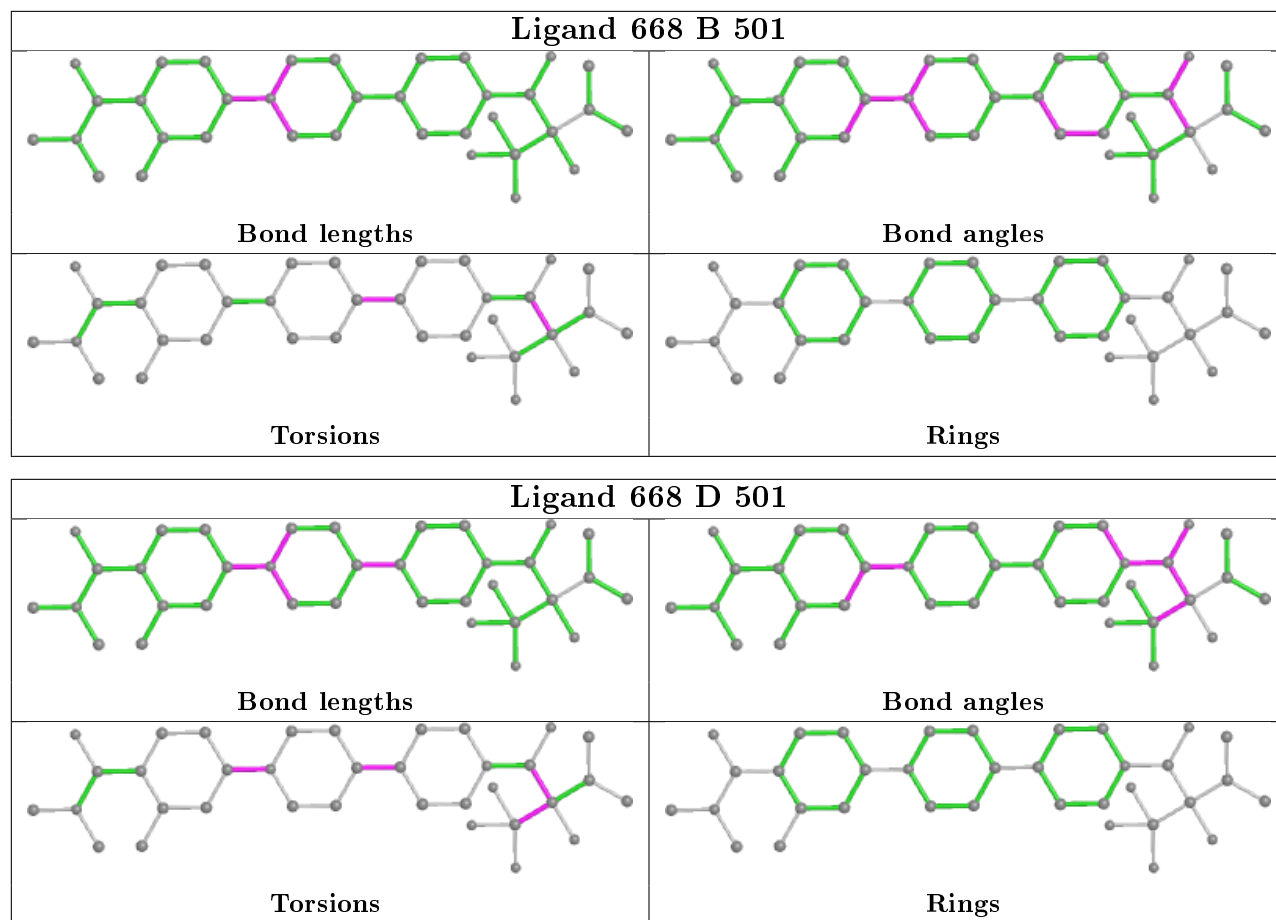 Ligand 668 B 501
Bond lengths
Bond angles
Torsions
Rings
Ligand 668 D 501
Bond lengths
Bond angles
Torsions
Rings